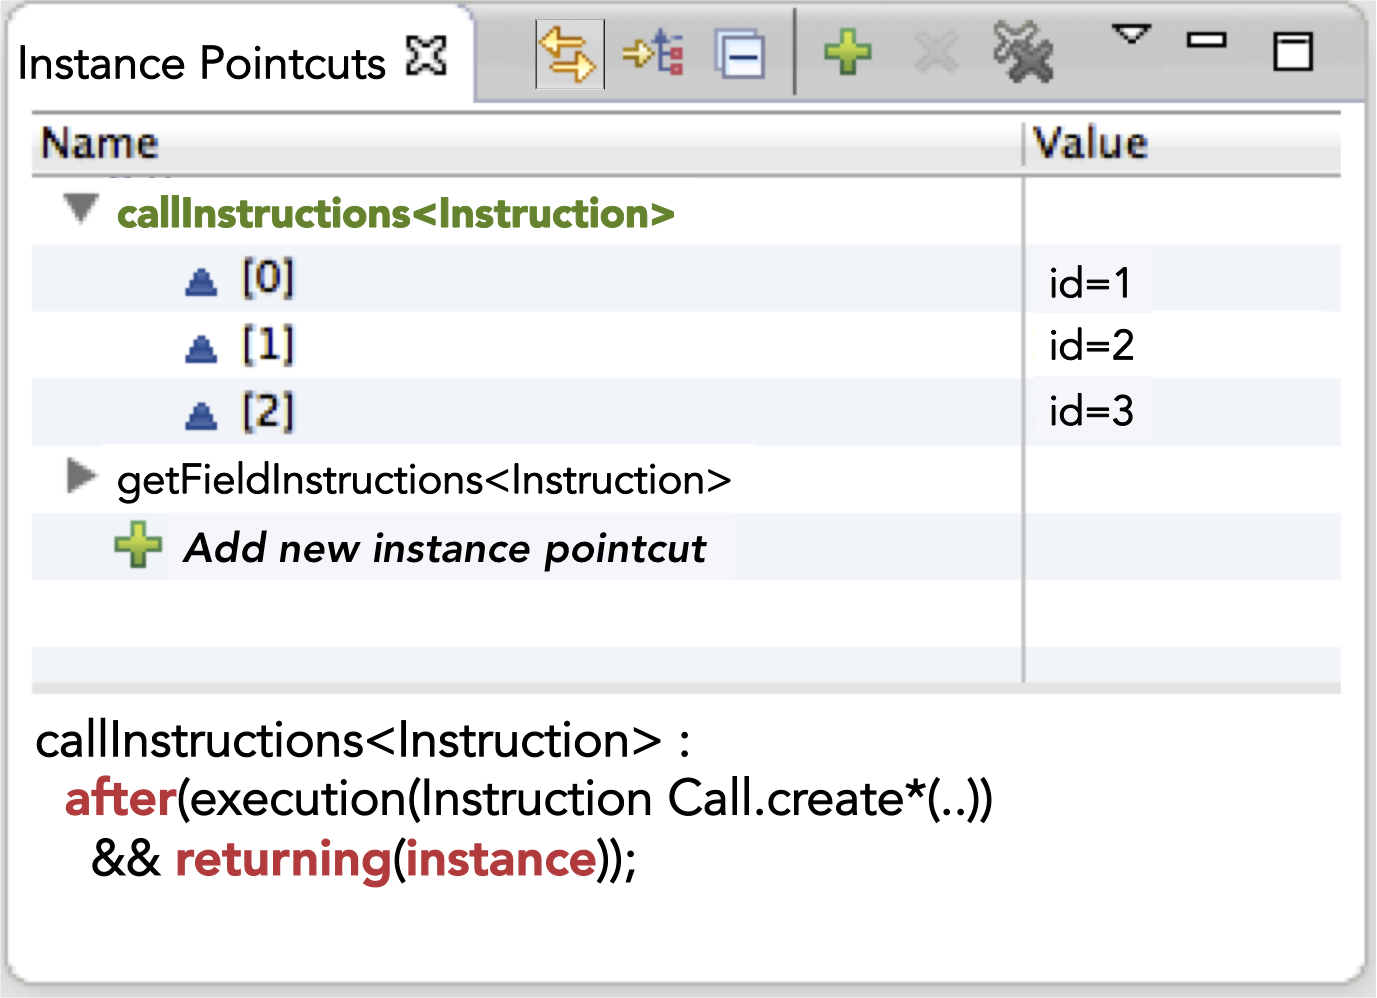 Instance Pointcuts
Name Value
callInstructions<Instruction>
[0] id=1
[1] id=2
[2] id=3
getFieldInstructions<Instruction>
Add new instance pointcut
callInstructions<Instruction> :
after(execution(Instruction Call.create*(..))
&& returning(instance));